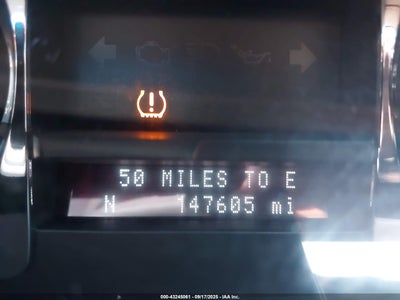 50 MILES TO E
N 147605 mi
000-43245061 - 09/17/2025 - IAA Inc.